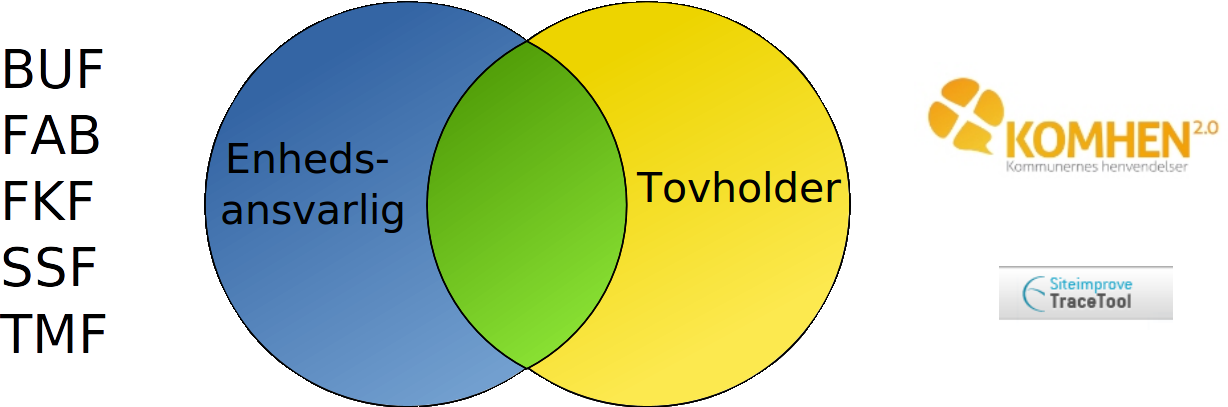 BUF
FAB
FKF
SSF
TMF
Enheds-
ansvarlig
Tovholder
KOMHEN 2.0
Kommunernes henvendelser
Siteimprove
TraceTool